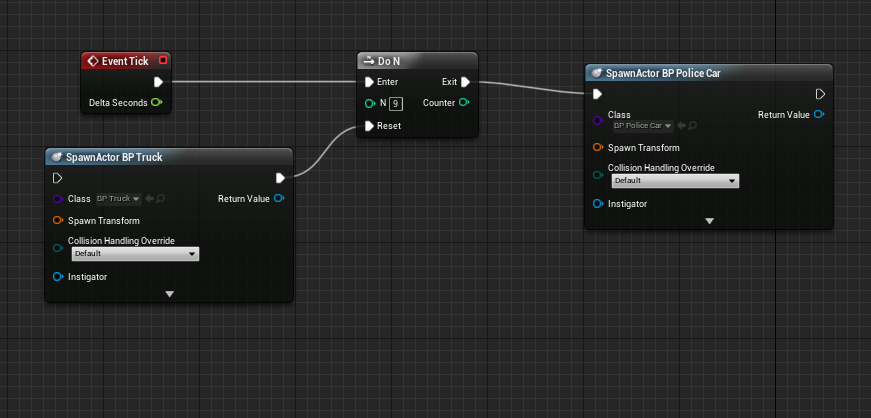 Event Tick
Delta Seconds
Do N
Enter Exit
N 9 Counter
Reset
SpawnActor BP Police Car
Class
BP Police Car Return Value
Spawn Transform
Collision Handling Override
Default
Instigator
SpawnActor BP Truck
Class BP Truck Return Value
Spawn Transform
Collision Handling Override
Default
Instigator